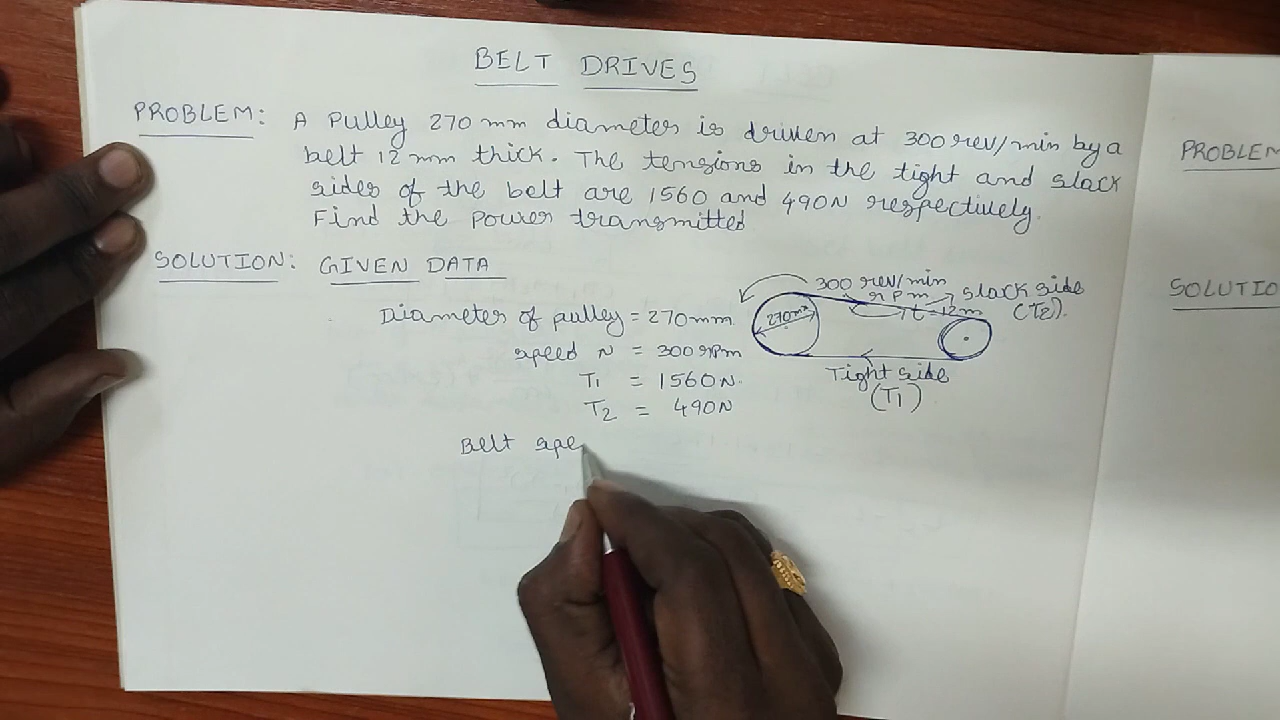 BELT DRIVES
PROBLEM: A Pulley 270 mm diameter is driven at 300 rev/min by a
belt 12 mm thick. The tensions in the tight and slack
sides of the belt are 1560 and 490N respectively.
Find the power transmitted
SOLUTION: GIVEN DATA
Diameter of pulley = 270mm.
speed N = 300 rpm
T1 = 1560N.
T2 = 490N
Belt spe
300 rev/min
rpm
slack side
(T2).
270mm
t = 12m
Tight side
(T1)
PROBLEM
SOLUTIO